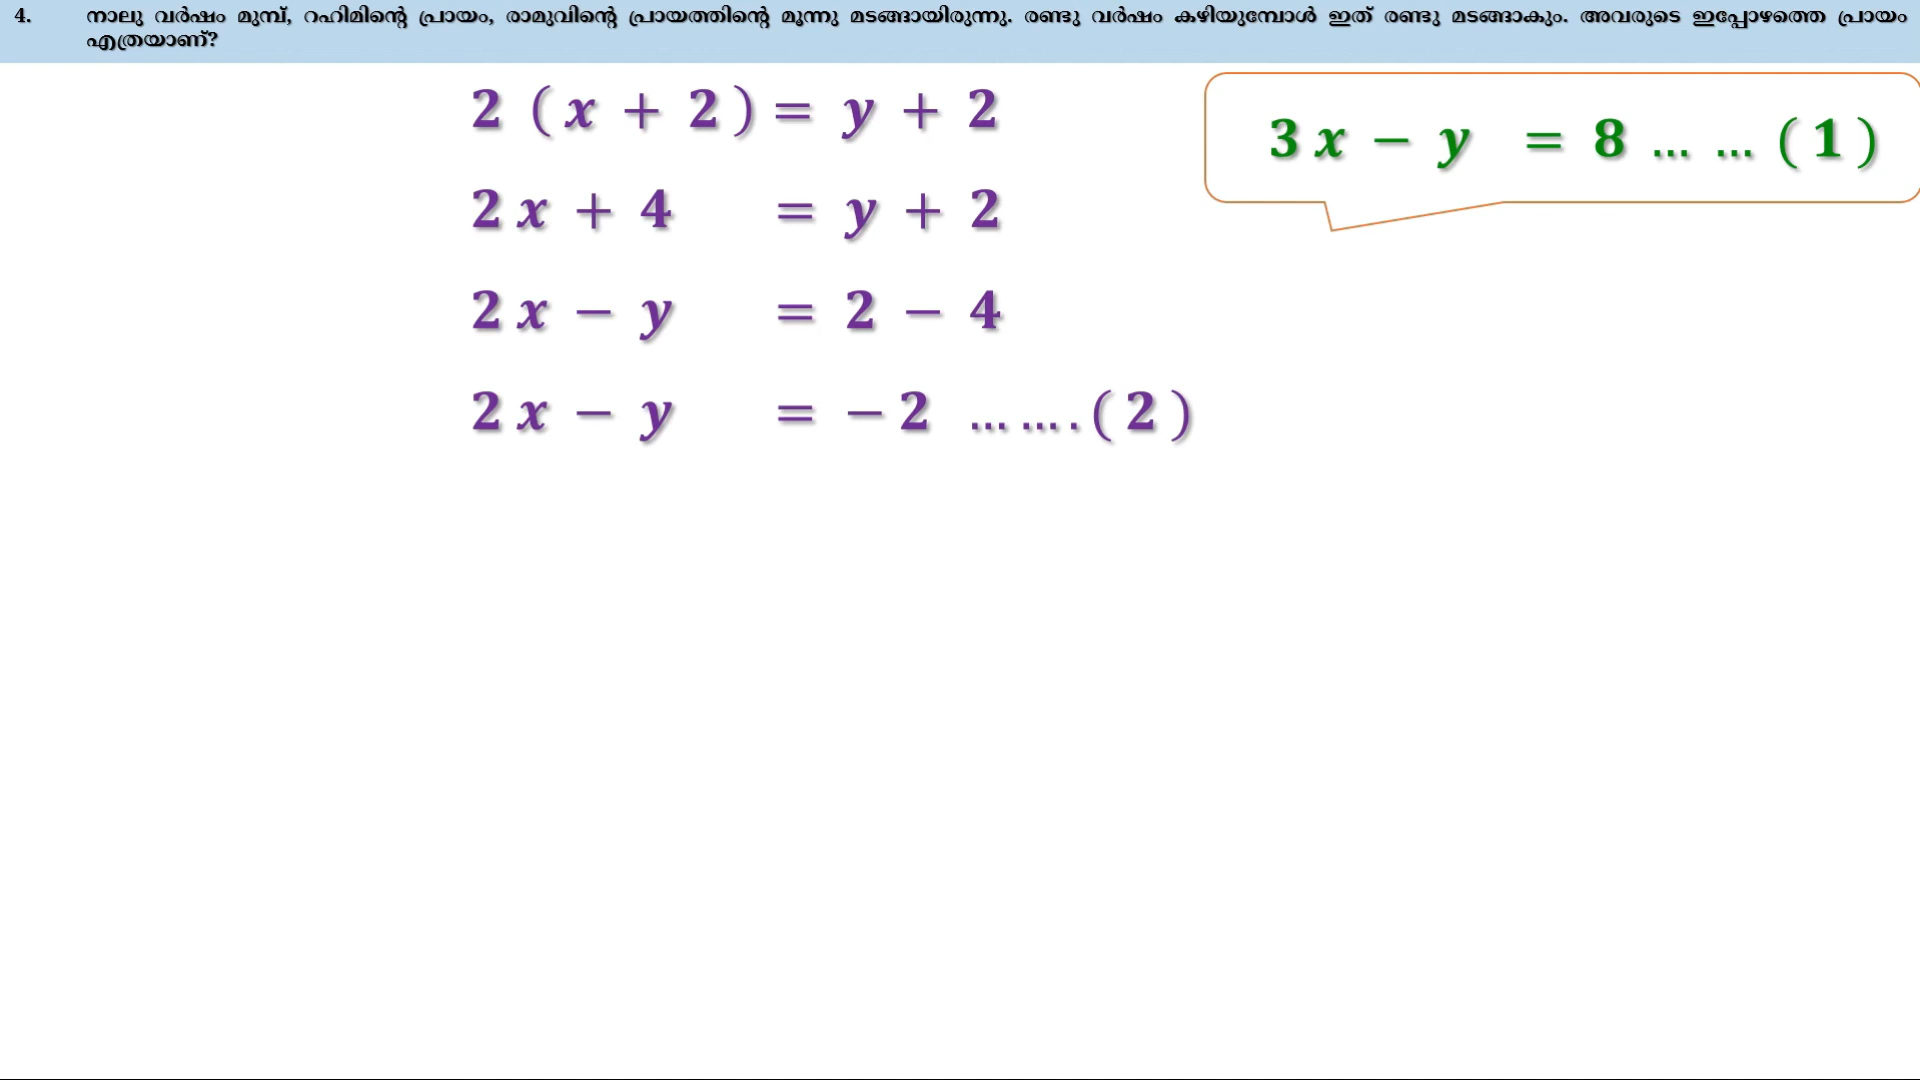 4. നാലു വർഷം മുമ്പ്, റഹിമിന്റെ പ്രായം, രാമുവിന്റെ പ്രായത്തിന്റെ മൂന്നു മടങ്ങായിരുന്നു. രണ്ടു വർഷം കഴിയുമ്പോൾ ഇത് രണ്ടു മടങ്ങാകും. അവരുടെ ഇപ്പോഴത്തെ പ്രായം
എത്രയാണ്?
2 ( x + 2 ) = y + 2
3 x − y = 8 … … ( 1 )
2 x + 4 = y + 2
2 x − y = 2 − 4
2 x − y = − 2 … … . ( 2 )